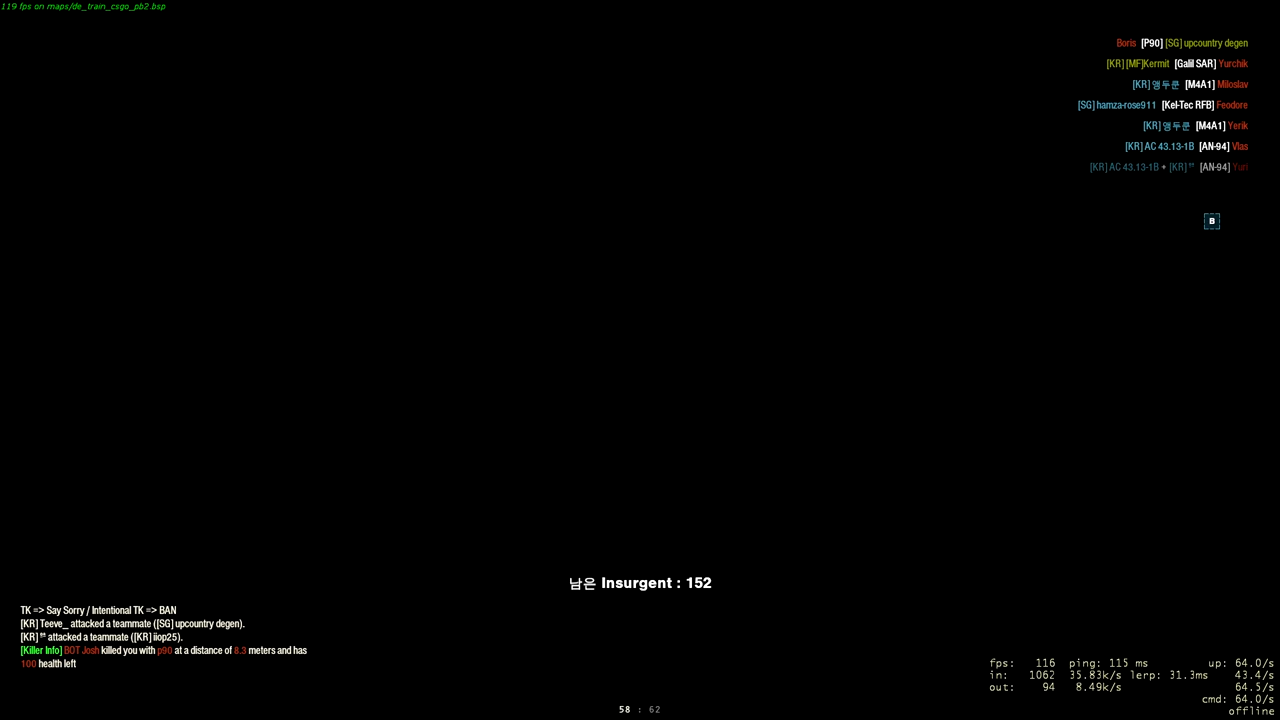 119 fps on maps/de_train_csgo_pb2.bsp
Boris [P90] [SG] upcountry degen
[KR] [MF]Kermit [Galil SAR] Yurchik
[KR] 앵두쿤 [M4A1] Miloslav
[SG] hamza-rose911 [Kel-Tec RFB] Feodore
[KR] 앵두쿤 [M4A1] Yerik
[KR] AC 43.13-1B [AN-94] Vlas
[KR] AC 43.13-1B + [KR] [AN-94] Yuri
B
남은 Insurgent : 152
TK => Say Sorry / Intentional TK => BAN
[KR] Teeve_ attacked a teammate ([SG] upcountry degen).
[KR] attacked a teammate ([KR] iiop25).
[Killer Info] BOT Josh killed you with p90 at a distance of 8.3 meters and has
100 health left
58 : 62
fps: 116 ping: 115 ms up: 64.0/s
in: 1062 35.83k/s lerp: 31.3ms 43.4/s
out: 94 8.49k/s 64.5/s
cmd: 64.0/s
offline